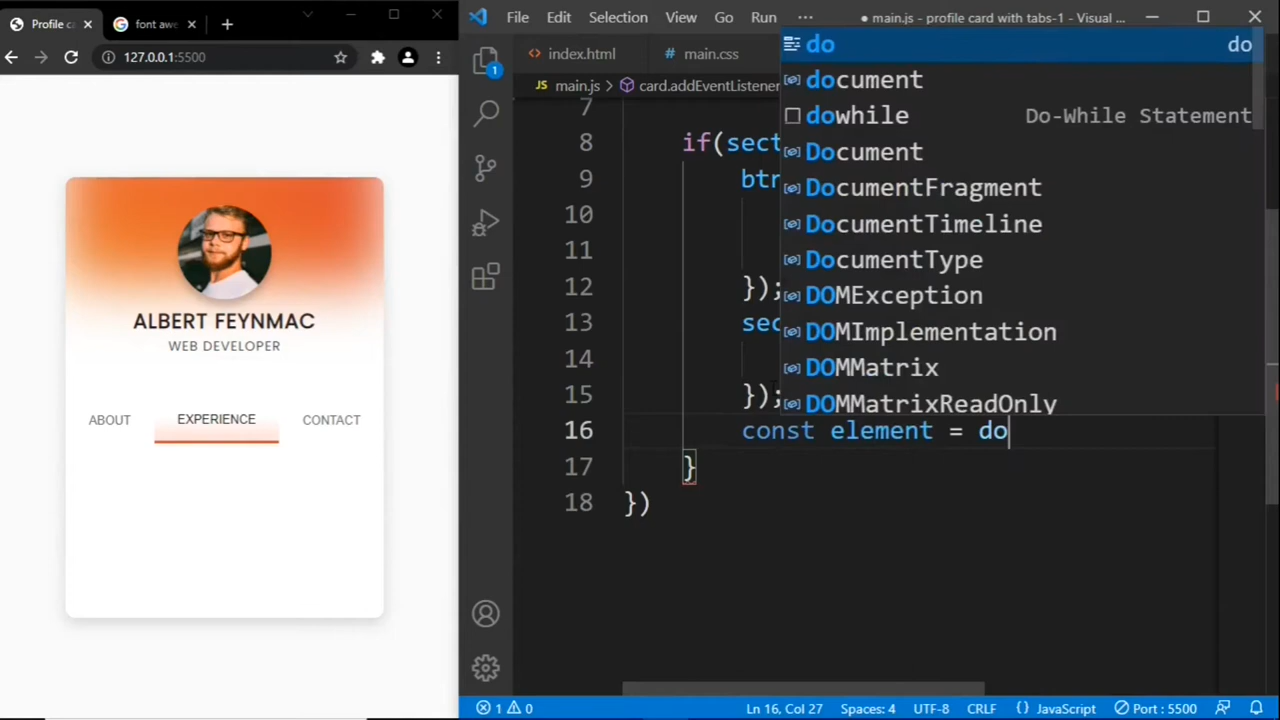 Profile c
font awe
127.0.0.1:5500
ALBERT FEYNMAC
WEB DEVELOPER
ABOUT
EXPERIENCE
CONTACT
File Edit Selection View Go Run ··· ● main.js - profile card with tabs-1 - Visual ...
<> index.html
# main.css
JS main.js > card.addEventListener
1
7
8 if(sect
9 btn
10
11
12 });
13 sec
14
15 });
16 const element = do
17 }
18 })
do do
document
dowhile Do-While Statement
Document
DocumentFragment
DocumentTimeline
DocumentType
DOMException
DOMImplementation
DOMMatrix
DOMMatrixReadOnly
1 0 Ln 16, Col 27 Spaces: 4 UTF-8 CRLF {} JavaScript Port : 5500